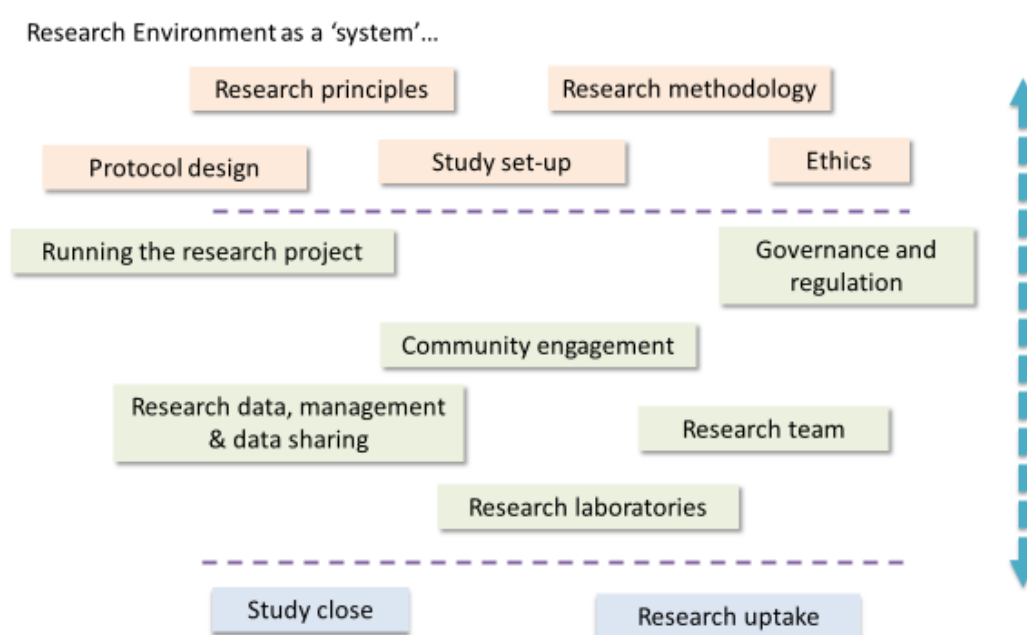 Research Environment as a ‘system’...
Research principles
Research methodology
Protocol design
Study set-up
Ethics
Running the research project
Governance and
regulation
Community engagement
Research data, management
& data sharing
Research team
Research laboratories
Study close
Research uptake